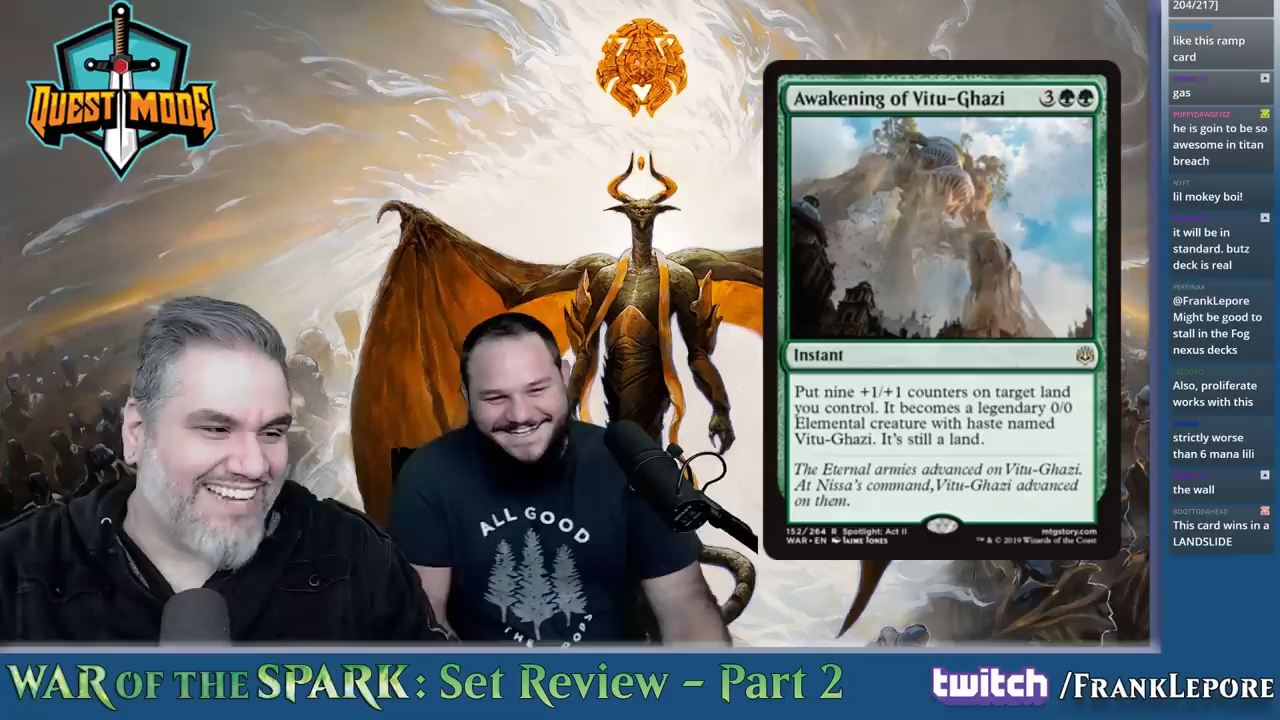 QUEST MODE
Awakening of Vitu-Ghazi 3
Instant
Put nine +1/+1 counters on target land
you control. It becomes a legendary 0/0
Elemental creature with haste named
Vitu-Ghazi. It's still a land.
The Eternal armies advanced on Vitu-Ghazi.
At Nissa's command, Vitu-Ghazi advanced
on them.
152/264 R Spotlight: Act II
mtgstory.com
WAR • EN JAIME JONES
™ & © 2019 Wizards of the Coast
ALL GOOD
THE
204/217]
like this ramp
card
gas
PUPPYDAWGEYEZ
he is goin to be so
awesome in titan
breach
NYFT
lil mokey boi!
it will be in
standard. butz
deck is real
PERDINAX
@FrankLepore
Might be good to
stall in the Fog
nexus decks
Also, proliferate
works with this
strictly worse
than 6 mana lili
the wall
BOOTTODAHEAD
This card wins in a
LANDSLIDE
WAR OF THE SPARK: Set Review - Part 2
twitch /FRANKLEPORE